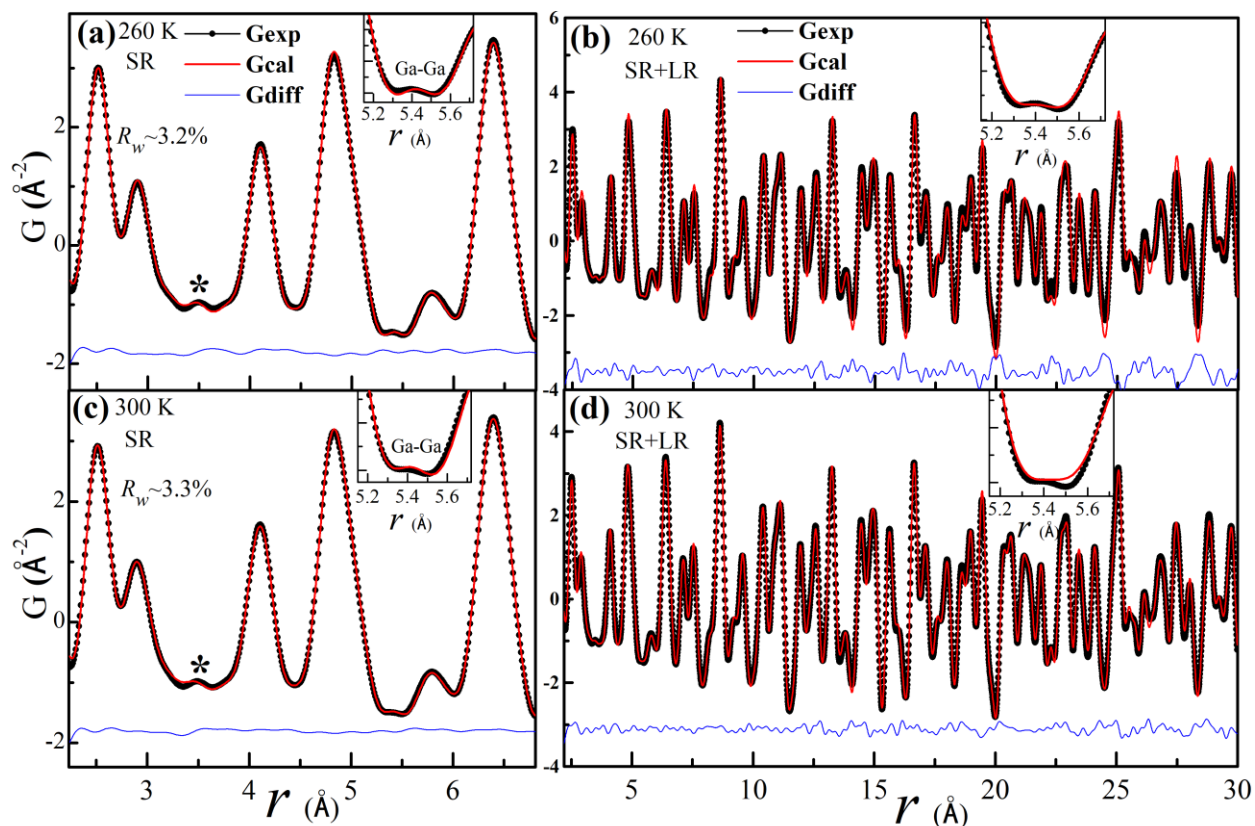 (a) 260 K
SR
Gexp
Gcal
Gdiff
R_w~3.2%
*
Ga-Ga
5.2 5.4 5.6
r (Å)
G (Å⁻²)
2
0
-2
(b) 260 K
SR+LR
Gexp
Gcal
Gdiff
5.2 5.4 5.6
r (Å)
6
4
2
0
-2
-4
(c) 300 K
SR
R_w~3.3%
*
Ga-Ga
5.2 5.4 5.6
r (Å)
G (Å⁻²)
2
0
-2
3 4 5 6
r (Å)
(d) 300 K
SR+LR
5.2 5.4 5.6
r (Å)
4
2
0
-2
-4
5 10 15 20 25 30
r (Å)